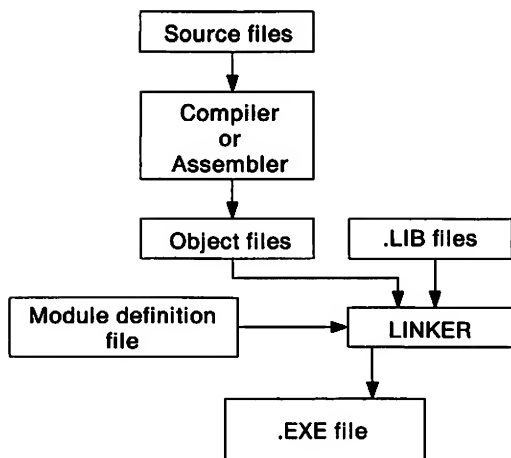 Source files
Compiler
or
Assembler
Object files
.LIB files
Module definition
file
LINKER
.EXE file